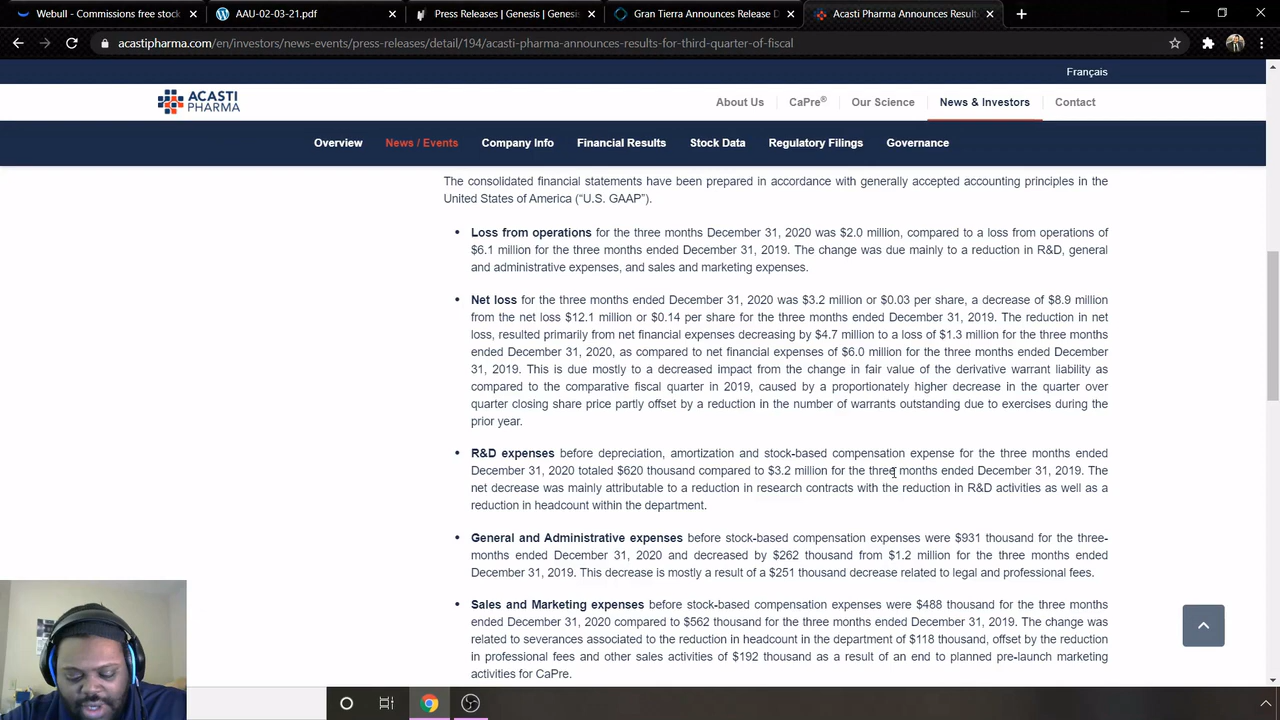 Webull - Commissions free stock
AAU-02-03-21.pdf
Press Releases | Genesis | Genesis
Gran Tierra Announces Release D
Acasti Pharma Announces Results
acastipharma.com/en/investors/news-events/press-releases/detail/194/acasti-pharma-announces-results-for-third-quarter-of-fiscal
Français
ACASTI
PHARMA
About Us CaPre® Our Science News & Investors Contact
Overview News / Events Company Info Financial Results Stock Data Regulatory Filings Governance
The consolidated financial statements have been prepared in accordance with generally accepted accounting principles in the
United States of America (“U.S. GAAP”).
• Loss from operations for the three months December 31, 2020 was $2.0 million, compared to a loss from operations of
$6.1 million for the three months ended December 31, 2019. The change was due mainly to a reduction in R&D, general
and administrative expenses, and sales and marketing expenses.
• Net loss for the three months ended December 31, 2020 was $3.2 million or $0.03 per share, a decrease of $8.9 million
from the net loss $12.1 million or $0.14 per share for the three months ended December 31, 2019. The reduction in net
loss, resulted primarily from net financial expenses decreasing by $4.7 million to a loss of $1.3 million for the three months
ended December 31, 2020, as compared to net financial expenses of $6.0 million for the three months ended December
31, 2019. This is due mostly to a decreased impact from the change in fair value of the derivative warrant liability as
compared to the comparative fiscal quarter in 2019, caused by a proportionately higher decrease in the quarter over
quarter closing share price partly offset by a reduction in the number of warrants outstanding due to exercises during the
prior year.
• R&D expenses before depreciation, amortization and stock-based compensation expense for the three months ended
December 31, 2020 totaled $620 thousand compared to $3.2 million for the three months ended December 31, 2019. The
net decrease was mainly attributable to a reduction in research contracts with the reduction in R&D activities as well as a
reduction in headcount within the department.
• General and Administrative expenses before stock-based compensation expenses were $931 thousand for the three-
months ended December 31, 2020 and decreased by $262 thousand from $1.2 million for the three months ended
December 31, 2019. This decrease is mostly a result of a $251 thousand decrease related to legal and professional fees.
• Sales and Marketing expenses before stock-based compensation expenses were $488 thousand for the three months
ended December 31, 2020 compared to $562 thousand for the three months ended December 31, 2019. The change was
related to severances associated to the reduction in headcount in the department of $118 thousand, offset by the reduction
in professional fees and other sales activities of $192 thousand as a result of an end to planned pre-launch marketing
activities for CaPre.